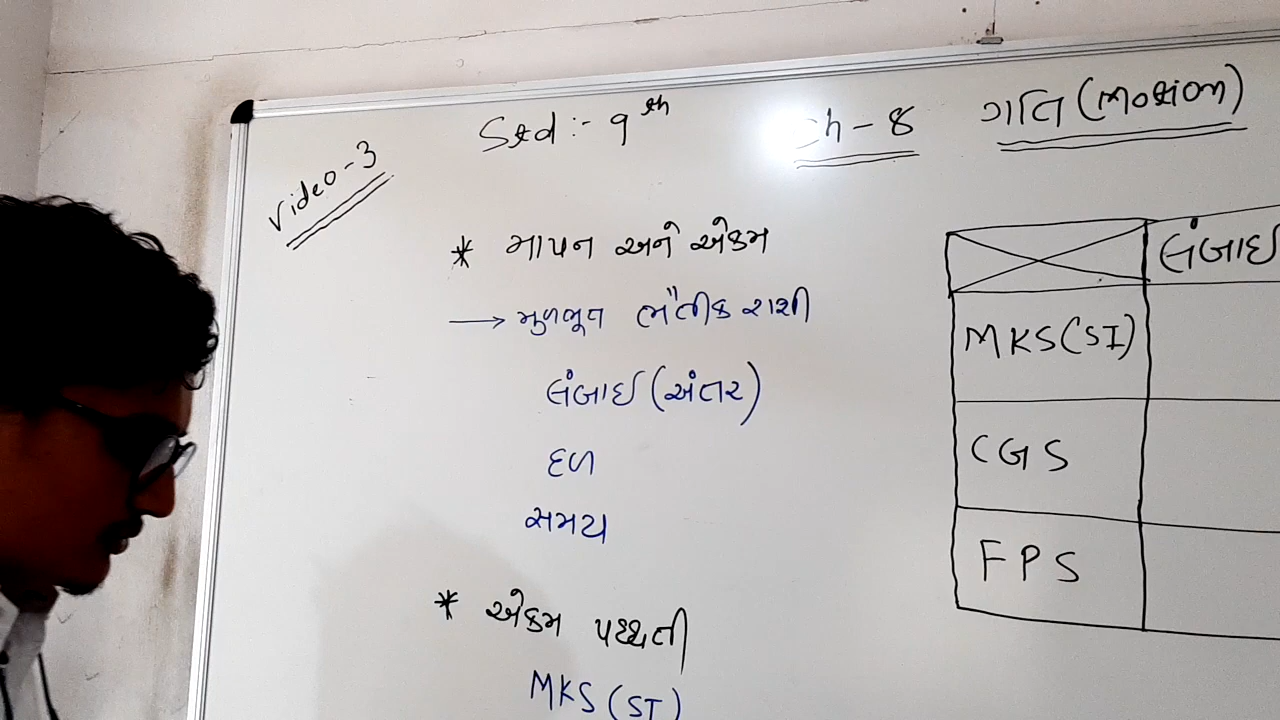 Video-3
Std :- 9th
ch - 8 ગતિ (motion)
* માપન અને એકમ
→ મુળભૂત ભૈતીક રાશી
લંબાઈ (અંતર)
દળ
સમય
* એકમ પધ્ધતી
MKS (SI)
લંબાઈ
MKS(SI)
CGS
FPS